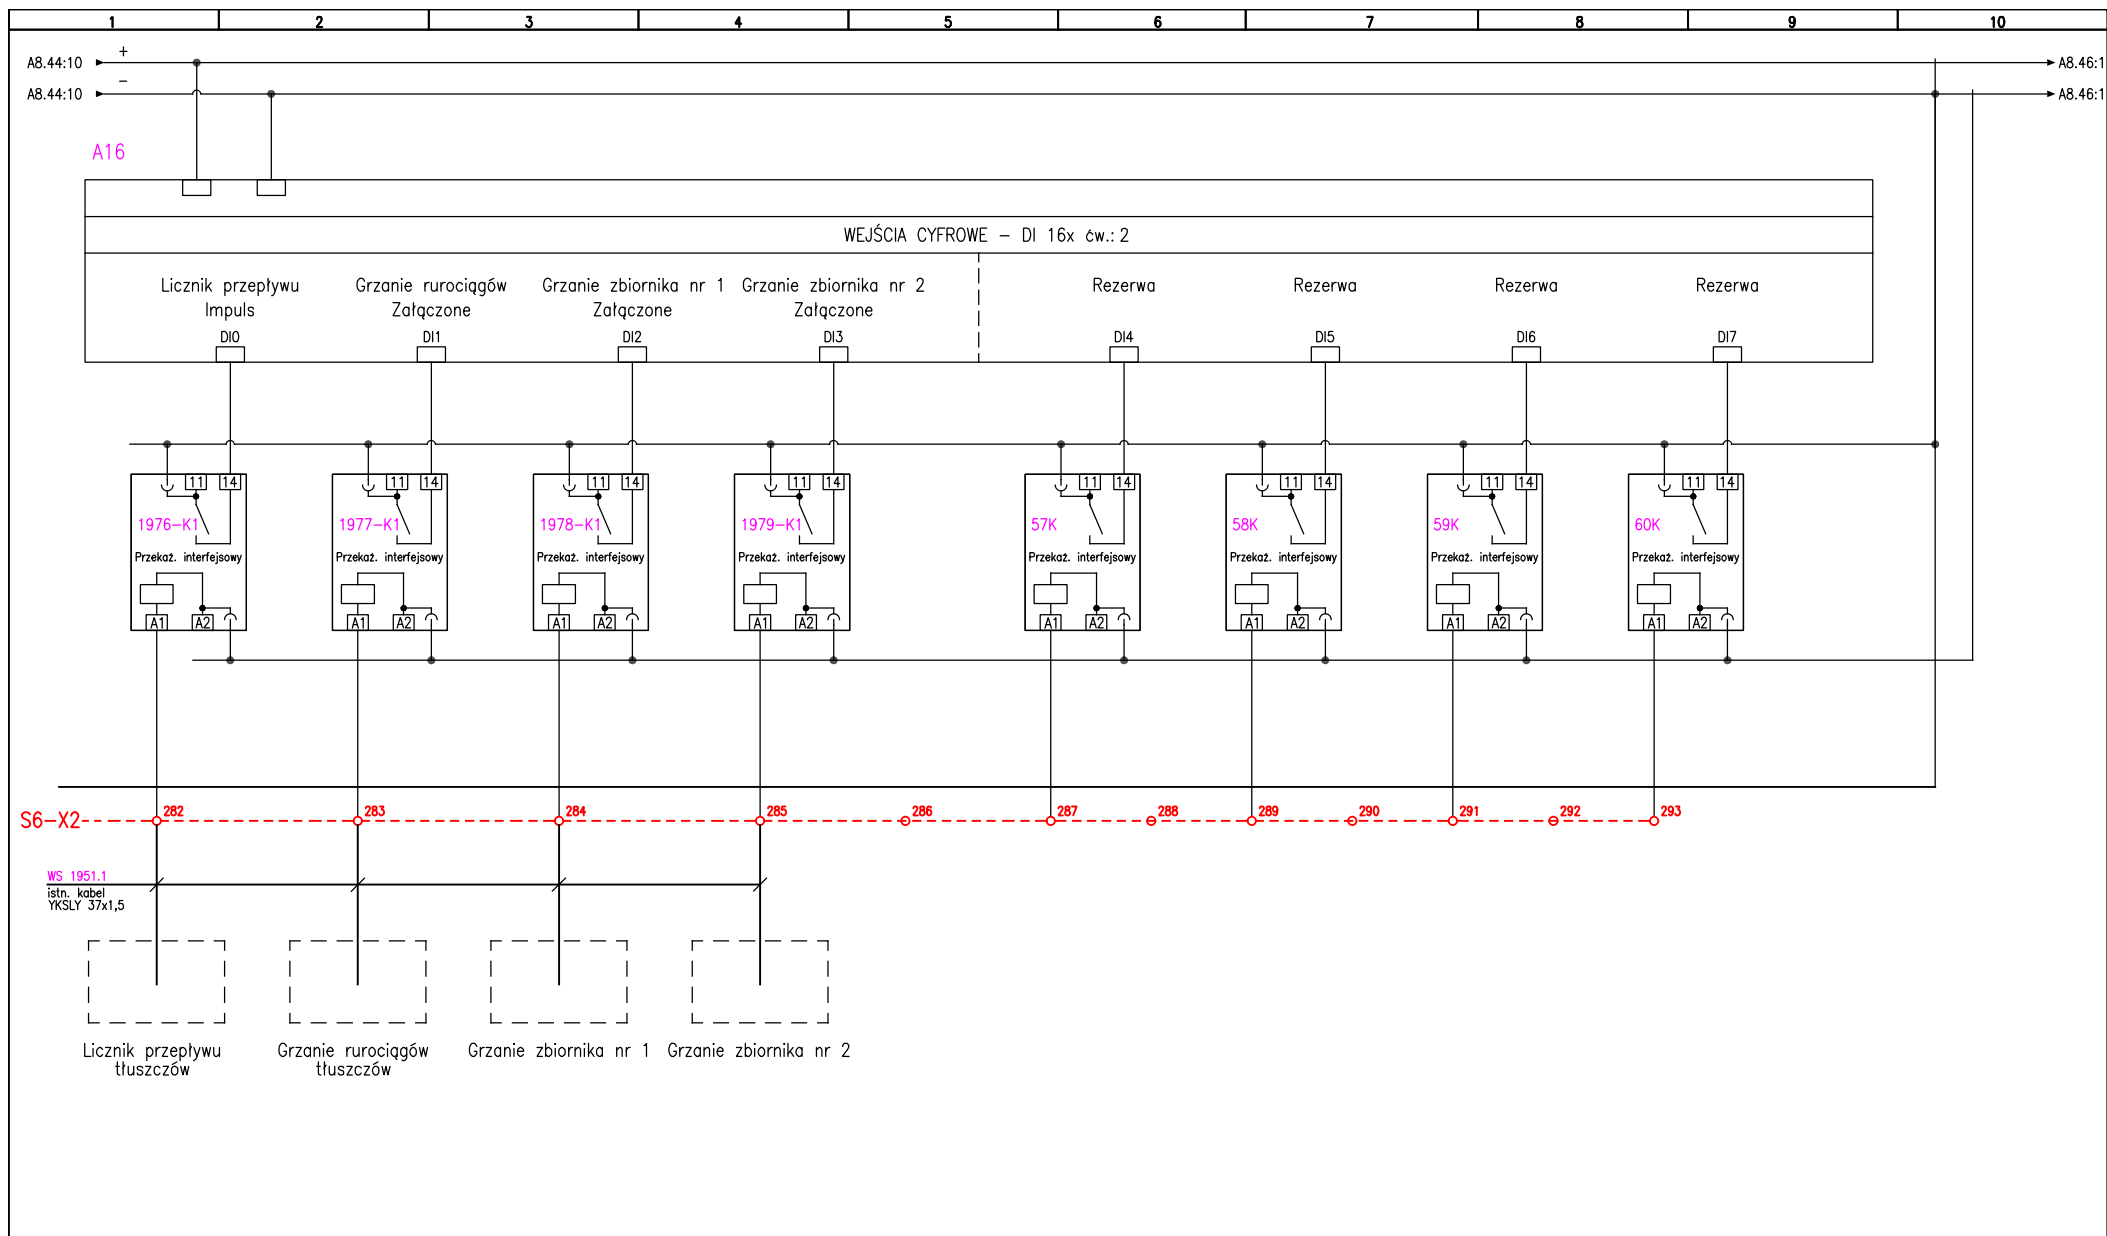 1 2 3 4 5 6 7 8 9 10
+
A8.44:10 A8.46:1
−
A8.44:10 A8.46:1
A16
WEJŚCIA CYFROWE − DI 16x ćw.: 2
Licznik przepływu Grzanie rurociągów Grzanie zbiornika nr 1 Grzanie zbiornika nr 2 Rezerwa Rezerwa Rezerwa Rezerwa
Impuls Załączone Załączone Załączone
DI0 DI1 DI2 DI3 DI4 DI5 DI6 DI7
11 14 11 14 11 14 11 14 11 14 11 14 11 14 11 14
1976−K1 1977−K1 1978−K1 1979−K1 57K 58K 59K 60K
Przekaź. interfejsowy Przekaź. interfejsowy Przekaź. interfejsowy Przekaź. interfejsowy Przekaź. interfejsowy Przekaź. interfejsowy Przekaź. interfejsowy Przekaź. interfejsowy
A1 A2 A1 A2 A1 A2 A1 A2 A1 A2 A1 A2 A1 A2 A1 A2
S6−X2 282 283 284 285 286 287 288 289 290 291 292 293
WS 1951.1
istn. kabel
YKSLY 37x1,5
Licznik przepływu Grzanie rurociągów Grzanie zbiornika nr 1 Grzanie zbiornika nr 2
tłuszczów tłuszczów